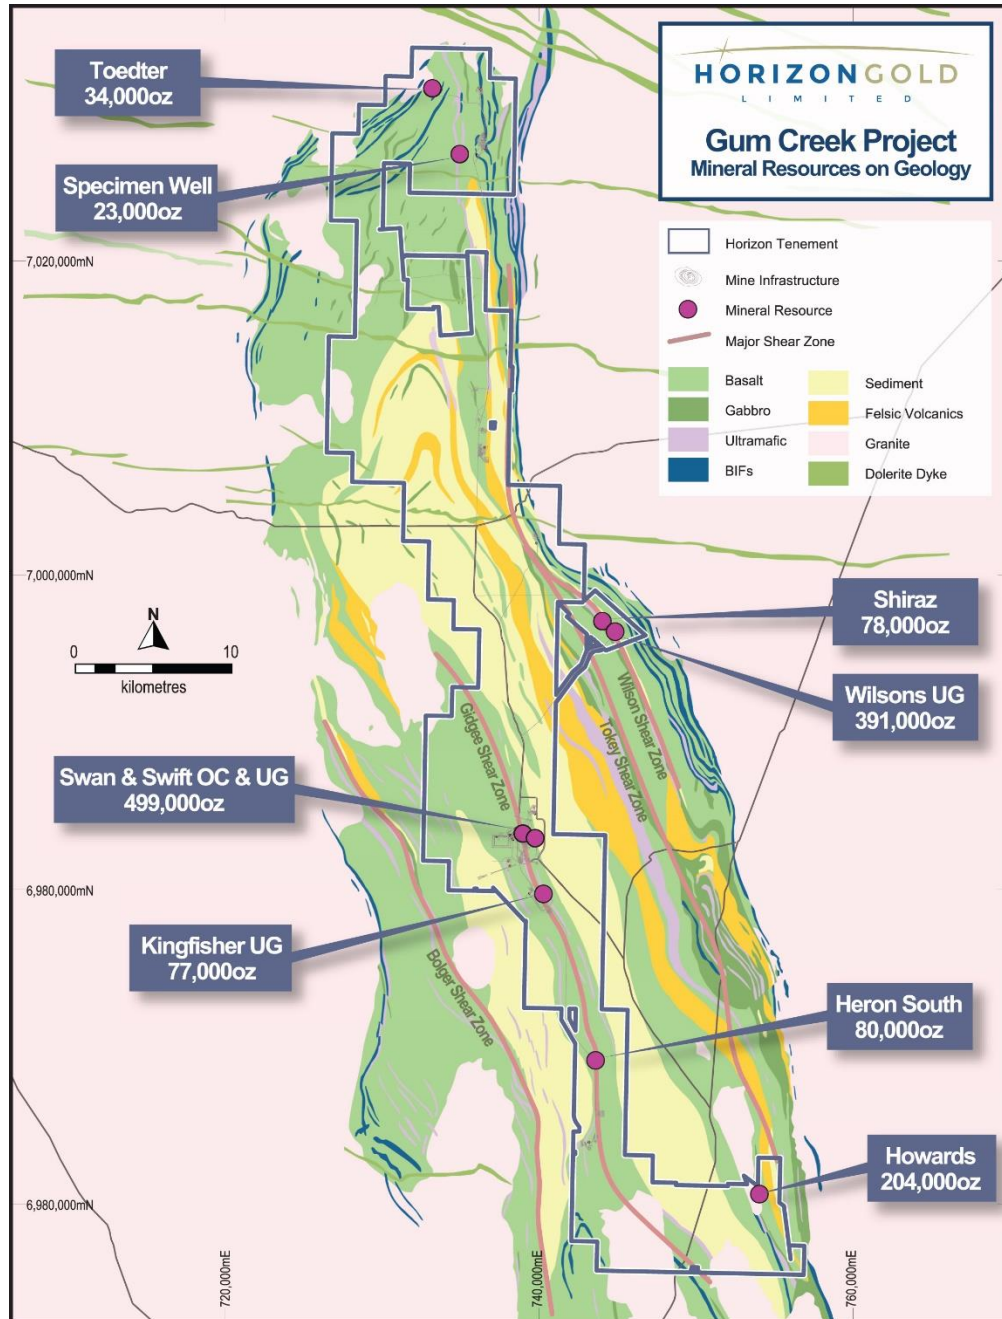 HORIZONGOLD
LIMITED
Gum Creek Project
Mineral Resources on Geology
Horizon Tenement
Mine Infrastructure
Mineral Resource
Major Shear Zone
Basalt
Gabbro
Ultramafic
BIFs
Sediment
Felsic Volcanics
Granite
Dolerite Dyke
Toedter
34,000oz
Specimen Well
23,000oz
7,020,000mN
7,000,000mN
N
0
10
kilometres
Shiraz
78,000oz
Wilsons UG
391,000oz
Wilson Shear Zone
Tokey Shear Zone
Gidgee Shear Zone
Swan & Swift OC & UG
499,000oz
6,980,000mN
Kingfisher UG
77,000oz
Bolger Shear Zone
Heron South
80,000oz
Howards
204,000oz
6,980,000mN
720,000mE
740,000mE
760,000mE